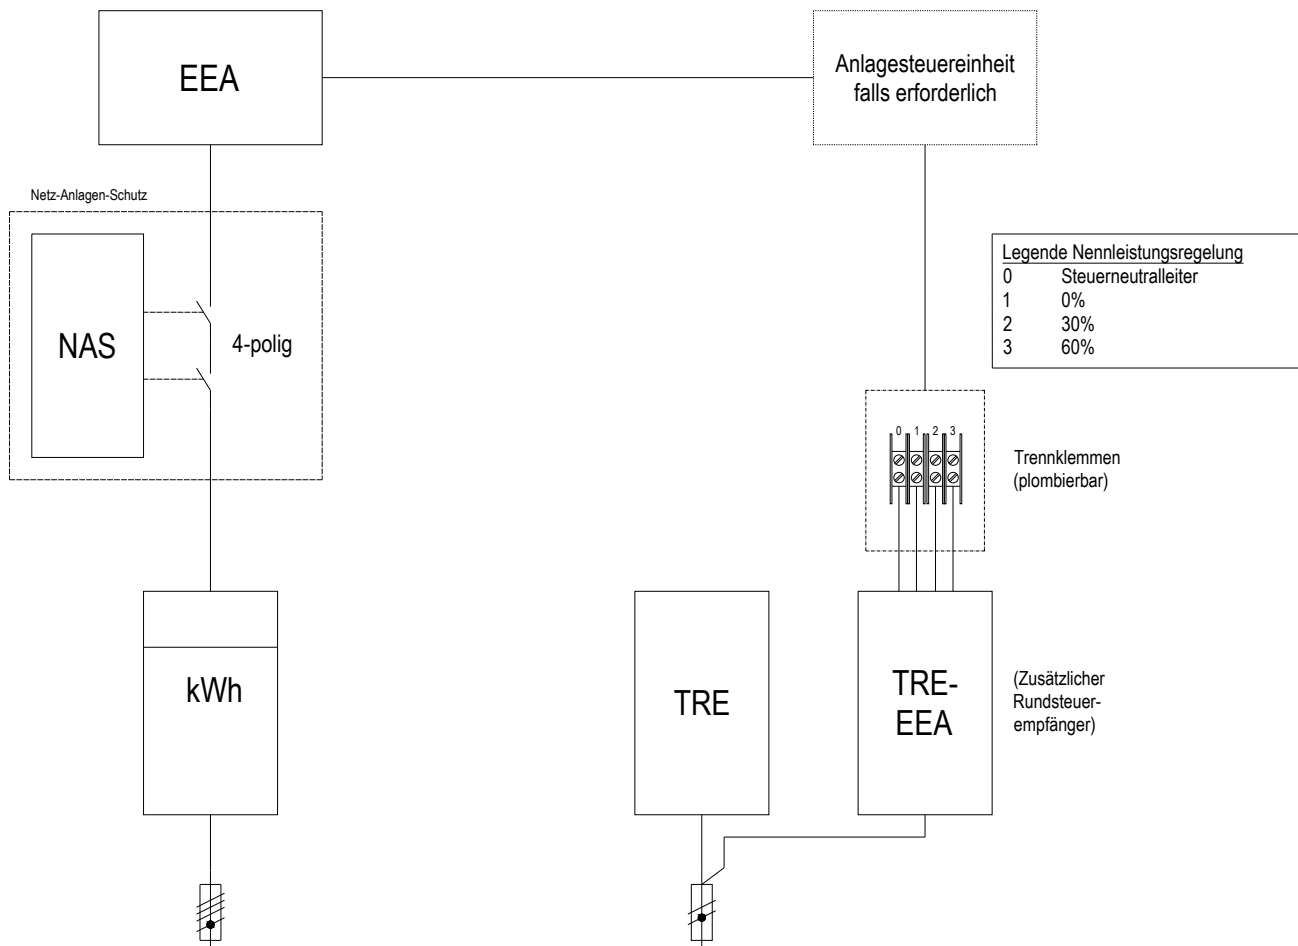 EEA
Anlagesteuereinheit
falls erforderlich
Netz-Anlagen-Schutz
NAS
4-polig
Legende Nennleistungsregelung
0 Steuerneutralleiter
1 0%
2 30%
3 60%
0 1 2 3
Trennklemmen
(plombierbar)
kWh
TRE
TRE-
EEA
(Zusätzlicher
Rundsteuer-
empfänger)